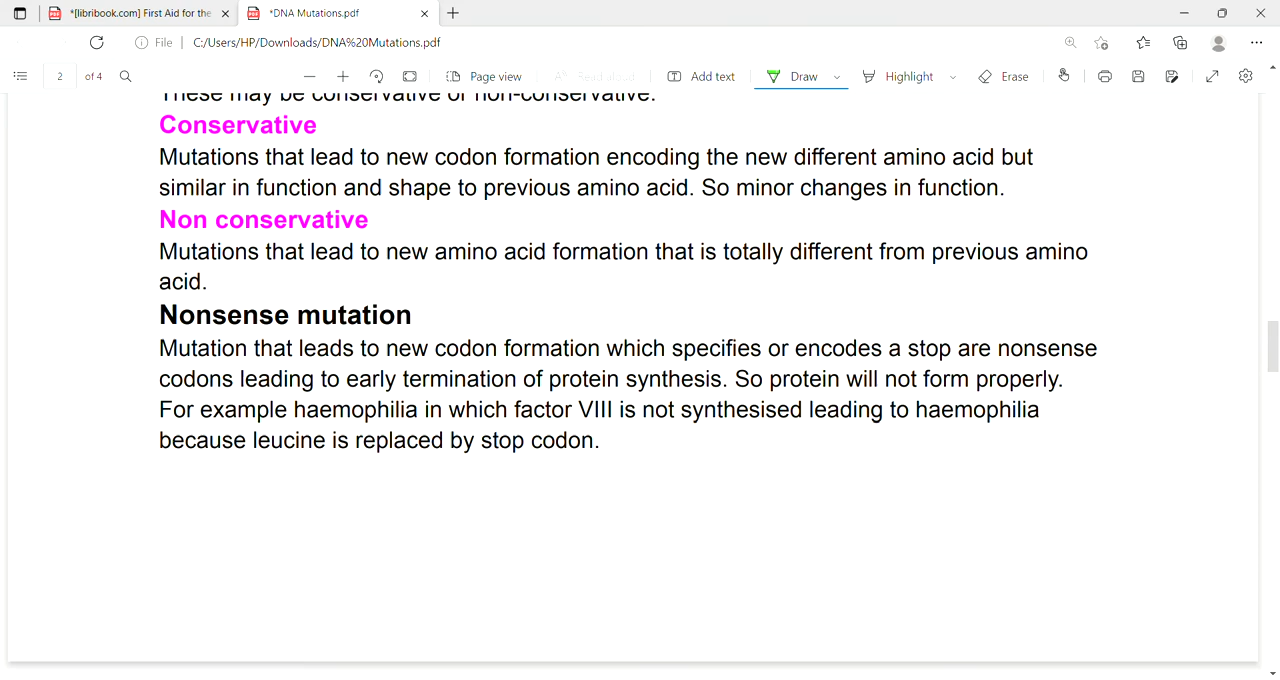 *[libribook.com] First Aid for the
*DNA Mutations.pdf
File
C:/Users/HP/Downloads/DNA%20Mutations.pdf
2 of 4
Page view
Read aloud
Add text
Draw
Highlight
Erase
These may be conservative or non-conservative.
Conservative
Mutations that lead to new codon formation encoding the new different amino acid but
similar in function and shape to previous amino acid. So minor changes in function.
Non conservative
Mutations that lead to new amino acid formation that is totally different from previous amino
acid.
Nonsense mutation
Mutation that leads to new codon formation which specifies or encodes a stop are nonsense
codons leading to early termination of protein synthesis. So protein will not form properly.
For example haemophilia in which factor VIII is not synthesised leading to haemophilia
because leucine is replaced by stop codon.